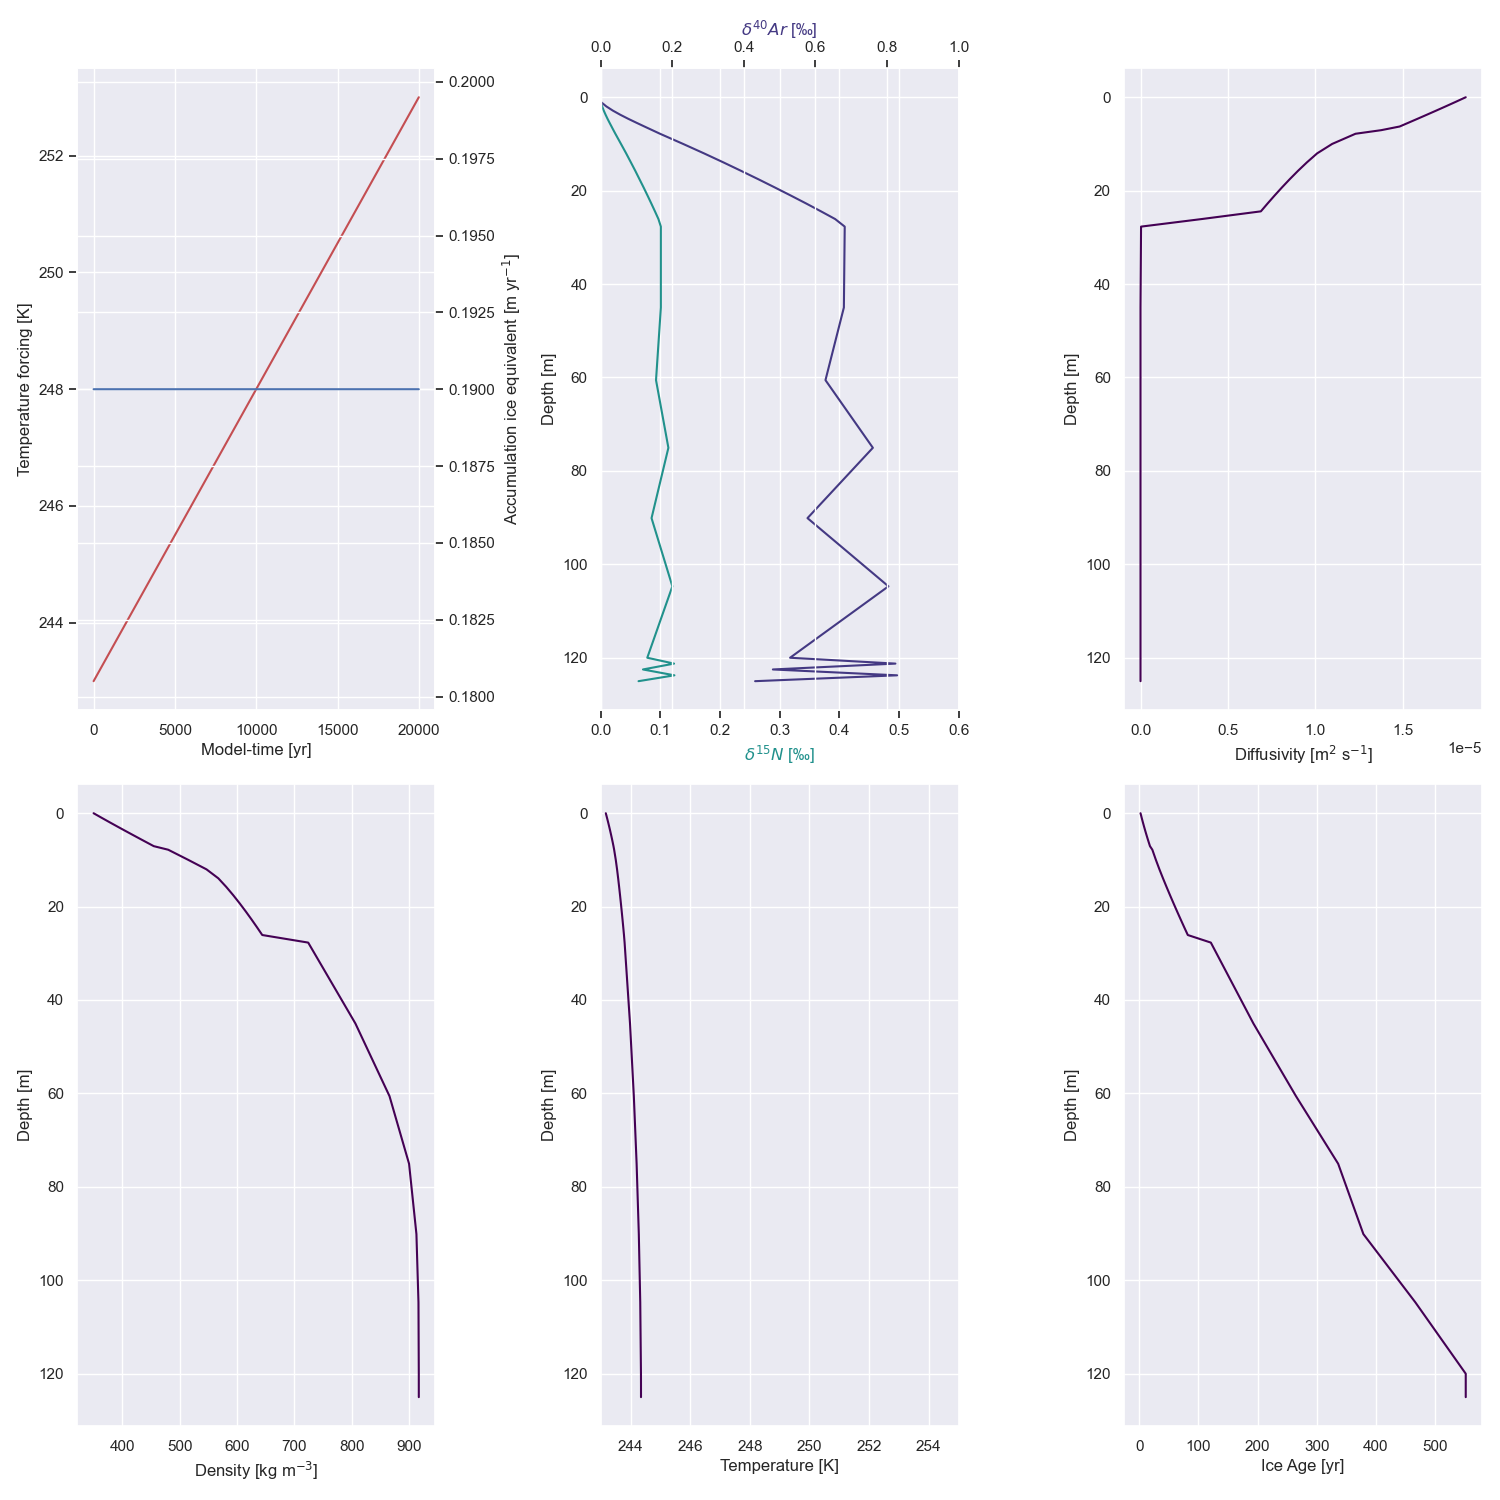 δ⁴⁰Ar [‰]
0.0 0.2 0.4 0.6 0.8 1.0
Temperature forcing [K]
252
250
248
246
244
0 5000 10000 15000 20000
Model-time [yr]
0.2000
0.1975
0.1950
0.1925
0.1900
0.1875
0.1850
0.1825
0.1800
Accumulation ice equivalent [m yr⁻¹]
Depth [m]
0
20
40
60
80
100
120
0.0 0.1 0.2 0.3 0.4 0.5 0.6
δ¹⁵N [‰]
Depth [m]
0
20
40
60
80
100
120
0.0 0.5 1.0 1.5
1e−5
Diffusivity [m² s⁻¹]
Depth [m]
0
20
40
60
80
100
120
400 500 600 700 800 900
Density [kg m⁻³]
Depth [m]
0
20
40
60
80
100
120
244 246 248 250 252 254
Temperature [K]
Depth [m]
0
20
40
60
80
100
120
0 100 200 300 400 500
Ice Age [yr]